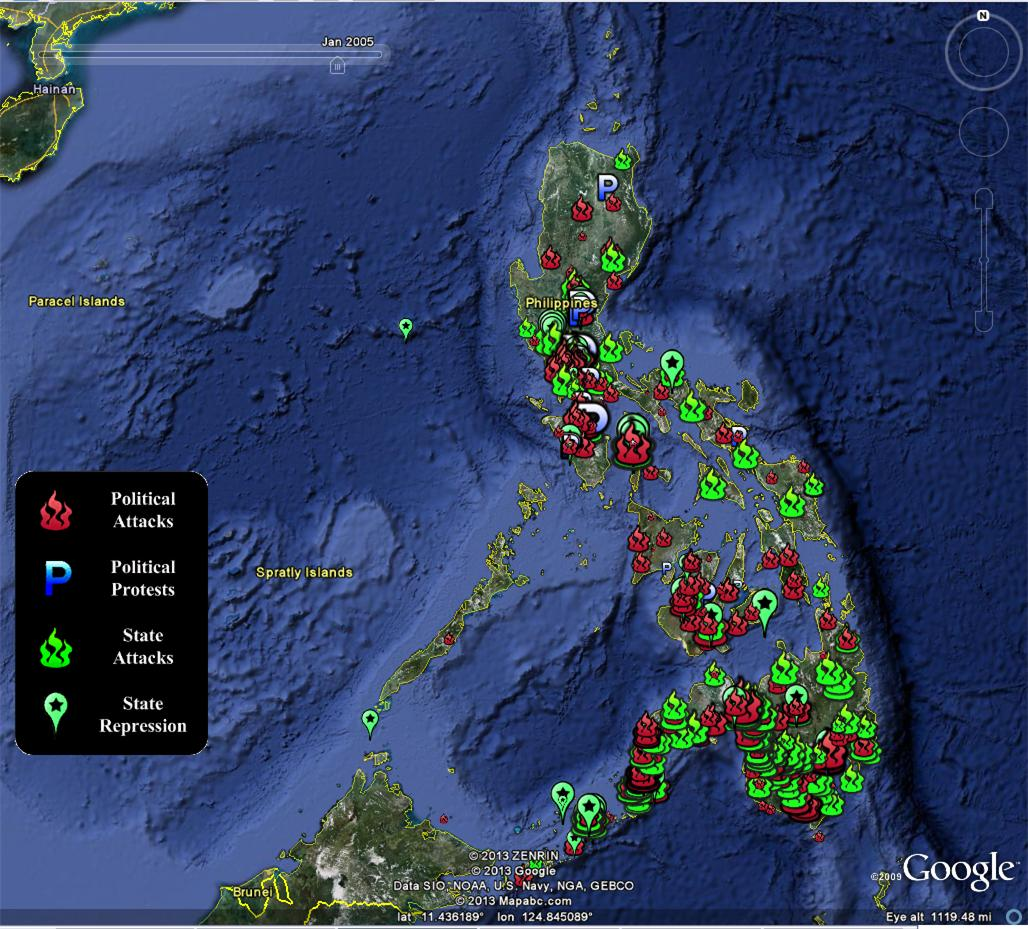 N
Jan 2005
Hainan
P
Philippines
Paracel Islands
P
P
P
P
P
Political
Attacks
P
Political
Protests
State
Attacks
State
Repression
Spratly Islands
P
© 2013 ZENRIN
© 2013 Google
Data SIO, NOAA, U.S. Navy, NGA, GEBCO
© 2013 Mapabc.com
©2009 Google
Brunei
lat 11.436189° lon 124.845089°
Eye alt 1119.48 mi